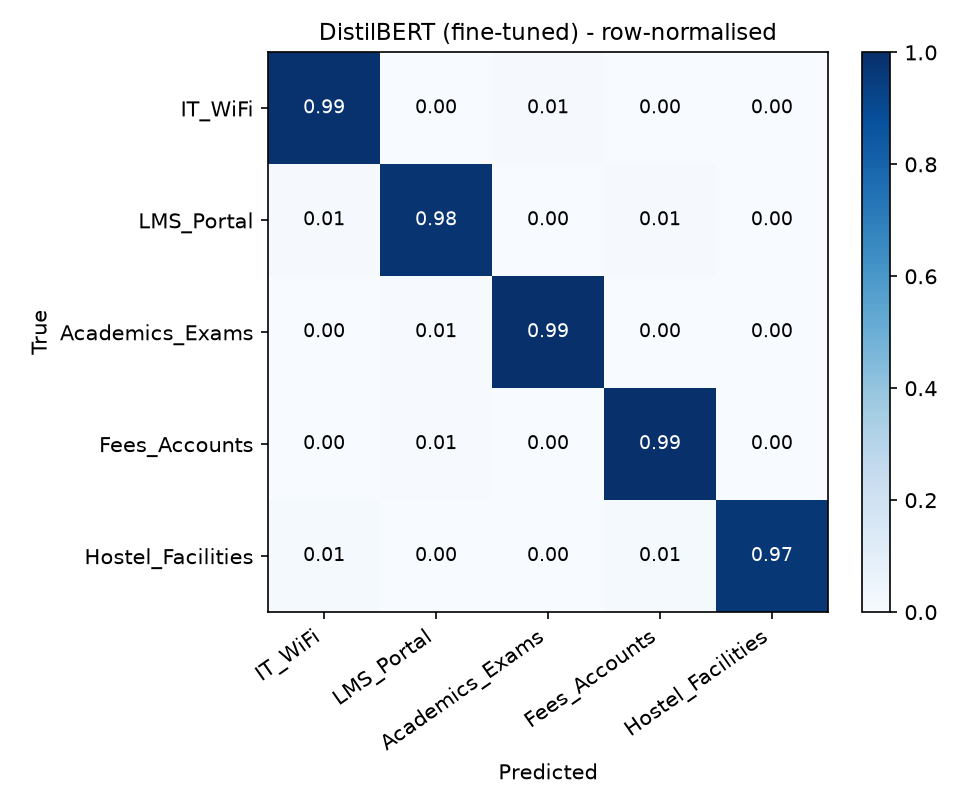 DistilBERT (fine-tuned) - row-normalised
IT_WiFi 0.99 0.00 0.01 0.00 0.00
LMS_Portal 0.01 0.98 0.00 0.01 0.00
Academics_Exams 0.00 0.01 0.99 0.00 0.00
Fees_Accounts 0.00 0.01 0.00 0.99 0.00
Hostel_Facilities 0.01 0.00 0.00 0.01 0.97
True
IT_WiFi LMS_Portal Academics_Exams Fees_Accounts Hostel_Facilities
Predicted
1.0
0.8
0.6
0.4
0.2
0.0